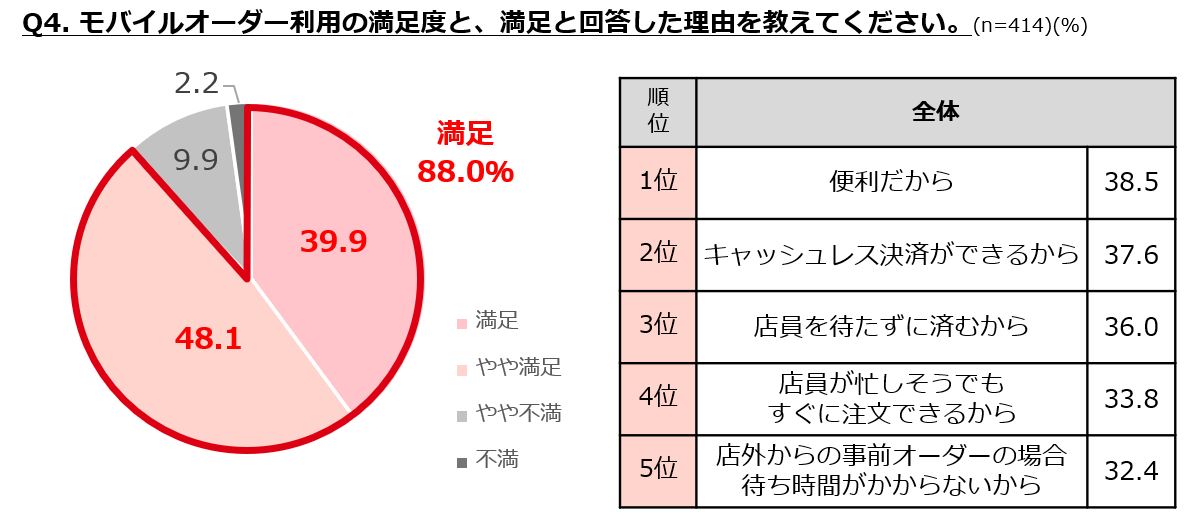 Q4. モバイルオーダー利用の満足度と、満足と回答した理由を教えてください。(n=414)(%)
2.2
9.9
満足
88.0%
39.9
48.1
満足
やや満足
やや不満
不満
順位
全体
1位 便利だから 38.5
2位 キャッシュレス決済ができるから 37.6
3位 店員を待たずに済むから 36.0
4位 店員が忙しそうでも
すぐに注文できるから 33.8
5位 店外からの事前オーダーの場合
待ち時間がかからないから 32.4